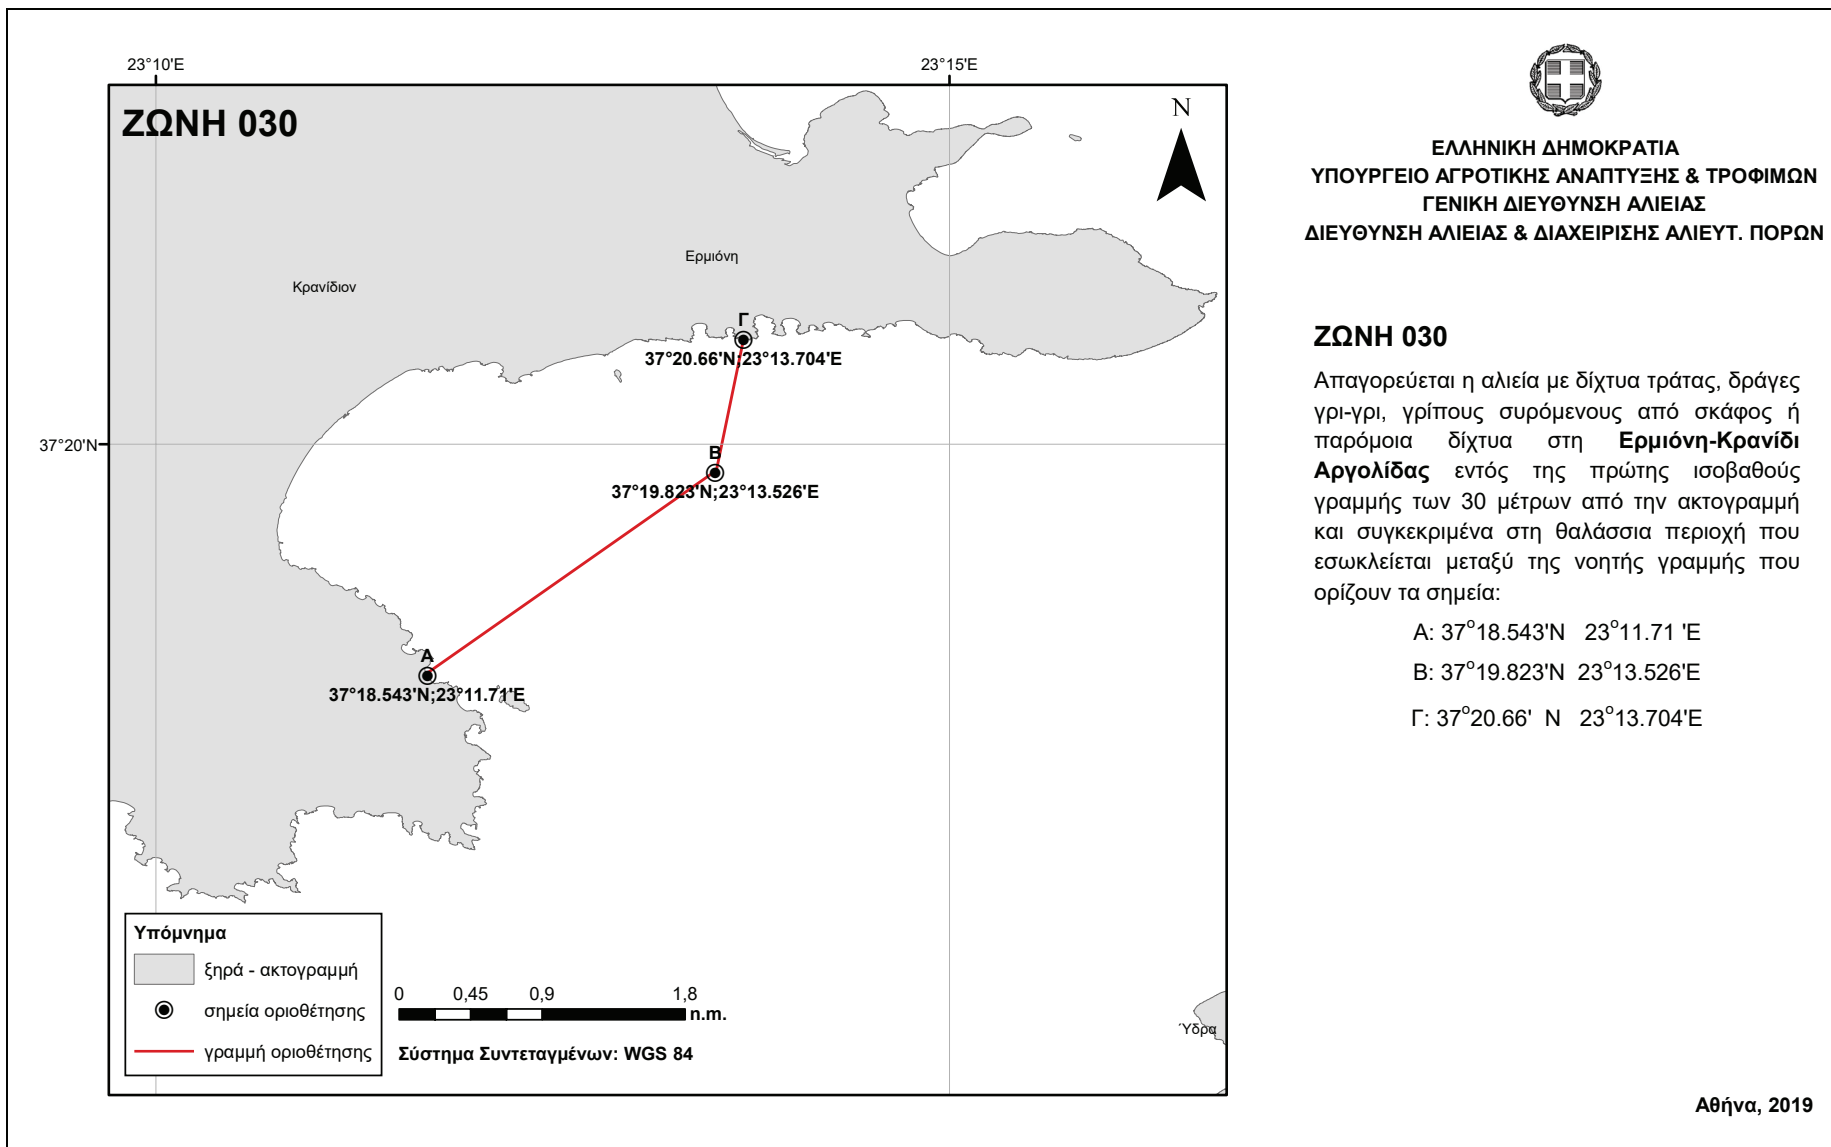 23°10'E
23°15'E
ΖΩΝΗ 030
N
Ερμιόνη
Κρανίδιον
Γ
37°20.66'N;23°13.704'E
37°20'N
B
37°19.823'N;23°13.526'E
A
37°18.543'N;23°11.71'E
Υπόμνημα
ξηρά - ακτογραμμή
σημεία οριοθέτησης
γραμμή οριοθέτησης
0 0,45 0,9 1,8
n.m.
Σύστημα Συντεταγμένων: WGS 84
Ύδρα
ΕΛΛΗΝΙΚΗ ΔΗΜΟΚΡΑΤΙΑ
ΥΠΟΥΡΓΕΙΟ ΑΓΡΟΤΙΚΗΣ ΑΝΑΠΤΥΞΗΣ & ΤΡΟΦΙΜΩΝ
ΓΕΝΙΚΗ ΔΙΕΥΘΥΝΣΗ ΑΛΙΕΙΑΣ
ΔΙΕΥΘΥΝΣΗ ΑΛΙΕΙΑΣ & ΔΙΑΧΕΙΡΙΣΗΣ ΑΛΙΕΥΤ. ΠΟΡΩΝ
ΖΩΝΗ 030
Απαγορεύεται η αλιεία με δίχτυα τράτας, δράγες
γρι-γρι, γρίπους συρόμενους από σκάφος ή
παρόμοια δίχτυα στη Ερμιόνη-Κρανίδι
Αργολίδας εντός της πρώτης ισοβαθούς
γραμμής των 30 μέτρων από την ακτογραμμή
και συγκεκριμένα στη θαλάσσια περιοχή που
εσωκλείεται μεταξύ της νοητής γραμμής που
ορίζουν τα σημεία:
A: 37°18.543'N 23°11.71 'E
B: 37°19.823'N 23°13.526'E
Γ: 37°20.66' N 23°13.704'E
Αθήνα, 2019